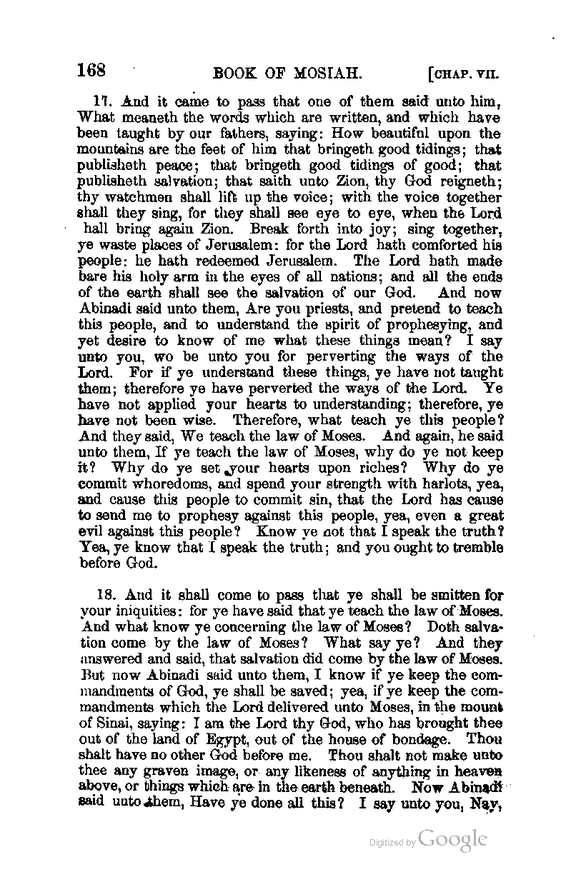 168 BOOK OF MOSIAH. [CHAP. VII.
17. And it came to pass that one of them said unto him,
What meaneth the words which are written, and which have
been taught by our fathers, saying: How beautiful upon the
mountains are the feet of him that bringeth good tidings; that
publisheth peace; that bringeth good tidings of good; that
publisheth salvation; that saith unto Zion, thy God reigneth;
thy watchmen shall lift up the voice; with the voice together
shall they sing, for they shall see eye to eye, when the Lord
hall bring again Zion. Break forth into joy; sing together,
ye waste places of Jerusalem: for the Lord hath comforted his
people: he hath redeemed Jerusalem. The Lord hath made
bare his holy arm in the eyes of all nations; and all the ends
of the earth shall see the salvation of our God. And now
Abinadi said unto them, Are you priests, and pretend to teach
this people, and to understand the spirit of prophesying, and
yet desire to know of me what these things mean? I say
unto you, wo be unto you for perverting the ways of the
Lord. For if ye understand these things, ye have not taught
them; therefore ye have perverted the ways of the Lord. Ye
have not applied your hearts to understanding; therefore, ye
have not been wise. Therefore, what teach ye this people?
And they said, We teach the law of Moses. And again, he said
unto them, If ye teach the law of Moses, why do ye not keep
it? Why do ye set your hearts upon riches? Why do ye
commit whoredoms, and spend your strength with harlots, yea,
and cause this people to commit sin, that the Lord has cause
to send me to prophesy against this people, yea, even a great
evil against this people? Know ye not that I speak the truth?
Yea, ye know that I speak the truth; and you ought to tremble
before God.
18. And it shall come to pass that ye shall be smitten for
your iniquities: for ye have said that ye teach the law of Moses.
And what know ye concerning the law of Moses? Doth salva-
tion come by the law of Moses? What say ye? And they
answered and said, that salvation did come by the law of Moses.
But now Abinadi said unto them, I know if ye keep the com-
mandments of God, ye shall be saved; yea, if ye keep the com-
mandments which the Lord delivered unto Moses, in the mount
of Sinai, saying: I am the Lord thy God, who has brought thee
out of the land of Egypt, out of the house of bondage. Thou
shalt have no other God before me. Thou shalt not make unto
thee any graven image, or any likeness of anything in heaven
above, or things which are in the earth beneath. Now Abinadi
said unto them, Have ye done all this? I say unto you, Nay,
Digitized by Google